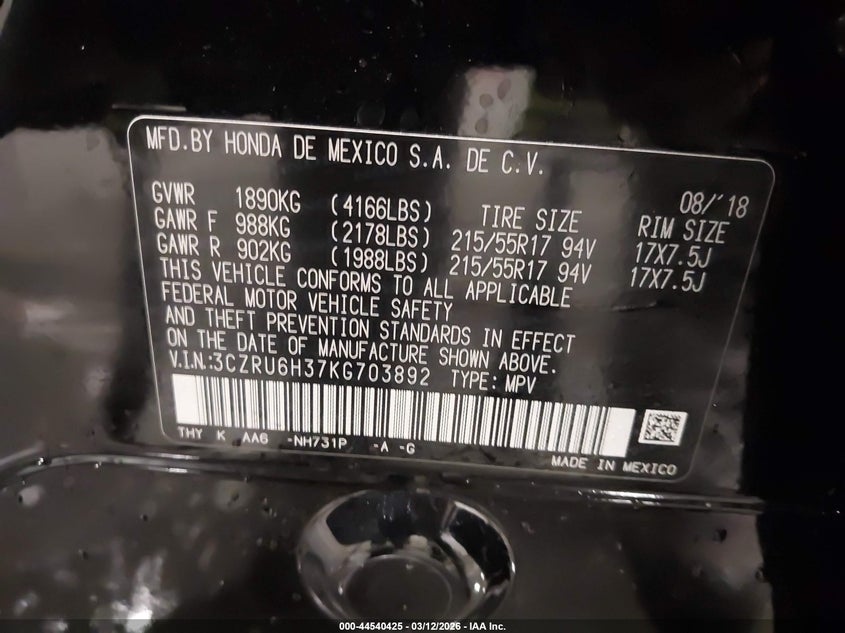 MFD.BY HONDA DE MEXICO S.A. DE C.V.
08/'18
GVWR 1890KG (4166LBS) TIRE SIZE RIM SIZE
GAWR F 988KG (2178LBS) 215/55R17 94V 17X7.5J
GAWR R 902KG (1988LBS) 215/55R17 94V 17X7.5J
THIS VEHICLE CONFORMS TO ALL APPLICABLE
FEDERAL MOTOR VEHICLE SAFETY
AND THEFT PREVENTION STANDARDS IN EFFECT
ON THE DATE OF MANUFACTURE SHOWN ABOVE.
V.I.N.:3CZRU6H37KG703892 TYPE: MPV
THY K AA6 -NH731P -A -G
MADE IN MEXICO
000-44540425 - 03/12/2026 - IAA Inc.